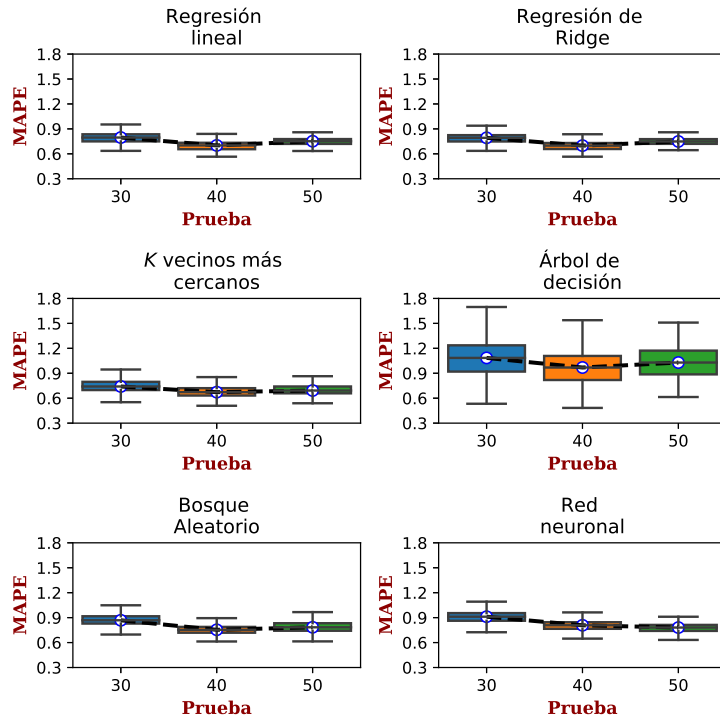 Regresión
lineal
1.8
1.5
1.2
0.9
0.6
0.3
MAPE
30 40 50
Prueba
Regresión de
Ridge
1.8
1.5
1.2
0.9
0.6
0.3
MAPE
30 40 50
Prueba
K vecinos más
cercanos
1.8
1.5
1.2
0.9
0.6
0.3
MAPE
30 40 50
Prueba
Árbol de
decisión
1.8
1.5
1.2
0.9
0.6
0.3
MAPE
30 40 50
Prueba
Bosque
Aleatorio
1.8
1.5
1.2
0.9
0.6
0.3
MAPE
30 40 50
Prueba
Red
neuronal
1.8
1.5
1.2
0.9
0.6
0.3
MAPE
30 40 50
Prueba